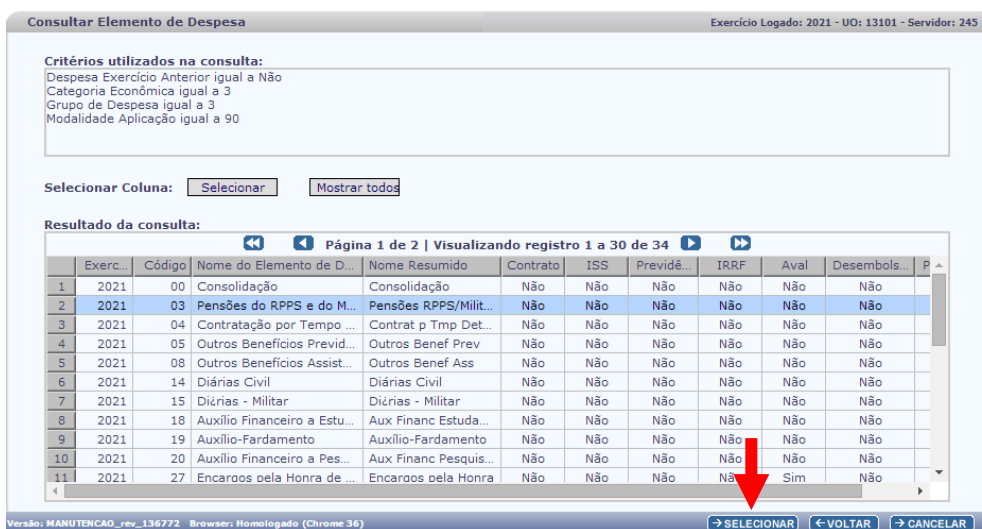 Consultar Elemento de Despesa Exercício Logado: 2021 - UO: 13101 - Servidor: 245
Critérios utilizados na consulta:
Despesa Exercício Anterior igual a Não
Categoria Econômica igual a 3
Grupo de Despesa igual a 3
Modalidade Aplicação igual a 90
Selecionar Coluna: Selecionar Mostrar todos
Resultado da consulta:
Página 1 de 2 | Visualizando registro 1 a 30 de 34
Exerc... Código Nome do Elemento de D... Nome Resumido Contrato ISS Previdê... IRRF Aval Desembols... P
1 2021 00 Consolidação Consolidação Não Não Não Não Não Não
2 2021 03 Pensões do RPPS e do M... Pensões RPPS/Milit... Não Não Não Não Não Não
3 2021 04 Contratação por Tempo ... Contrat p Tmp Det... Não Não Não Não Não Não
4 2021 05 Outros Benefícios Previd... Outros Benef Prev Não Não Não Não Não Não
5 2021 08 Outros Benefícios Assist... Outros Benef Ass Não Não Não Não Não Não
6 2021 14 Diárias Civil Diárias Civil Não Não Não Não Não Não
7 2021 15 Diárias - Militar Diárias - Militar Não Não Não Não Não Não
8 2021 18 Auxílio Financeiro a Estu... Aux Financ Estuda... Não Não Não Não Não Não
9 2021 19 Auxílio-Fardamento Auxílio-Fardamento Não Não Não Não Não Não
10 2021 20 Auxílio Financeiro a Pes... Aux Financ Pesquis... Não Não Não Não Não Não
11 2021 27 Encargos pela Honra de ... Encargos pela Honra Não Não Não Não Sim Não
Versão: MANUTENCAO_rev_136772 Browser: Homologado (Chrome 36) SELECIONAR VOLTAR CANCELAR